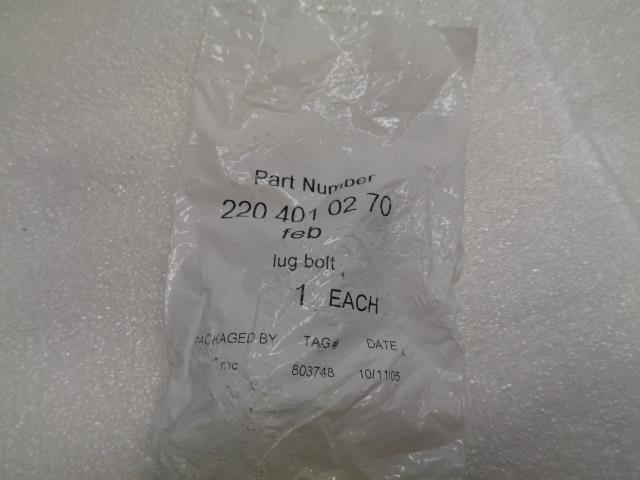 Part Number
220 401 02 70
feb
lug bolt
1 EACH
PACKAGED BY TAG# DATE
mc 803748 10/11/05